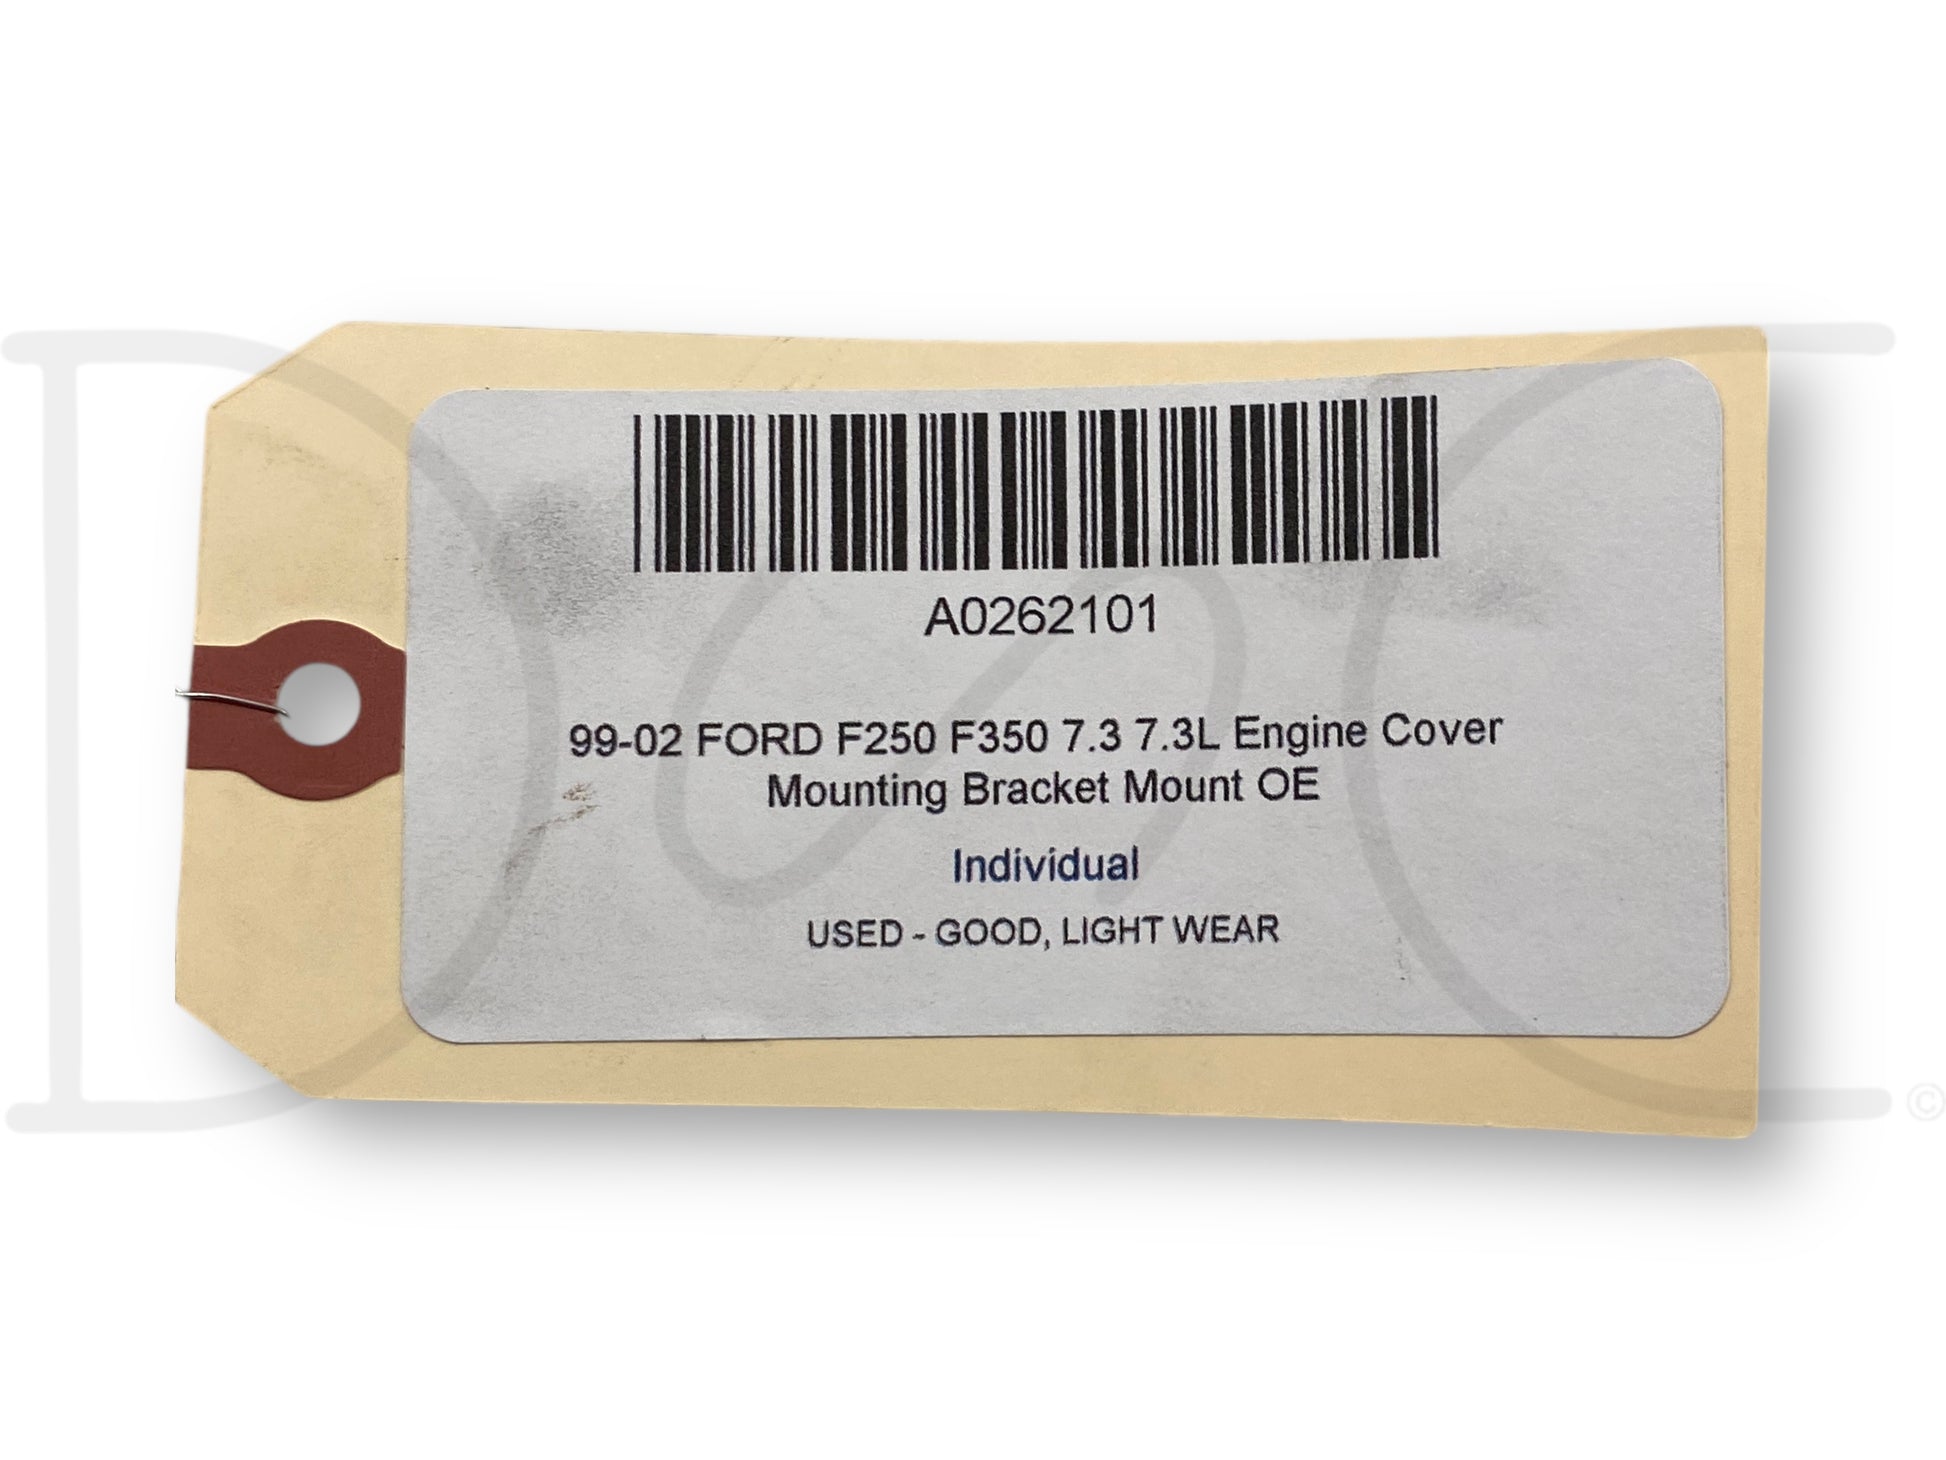 A0262101
99-02 FORD F250 F350 7.3 7.3L Engine Cover
Mounting Bracket Mount OE
Individual
USED - GOOD, LIGHT WEAR
©